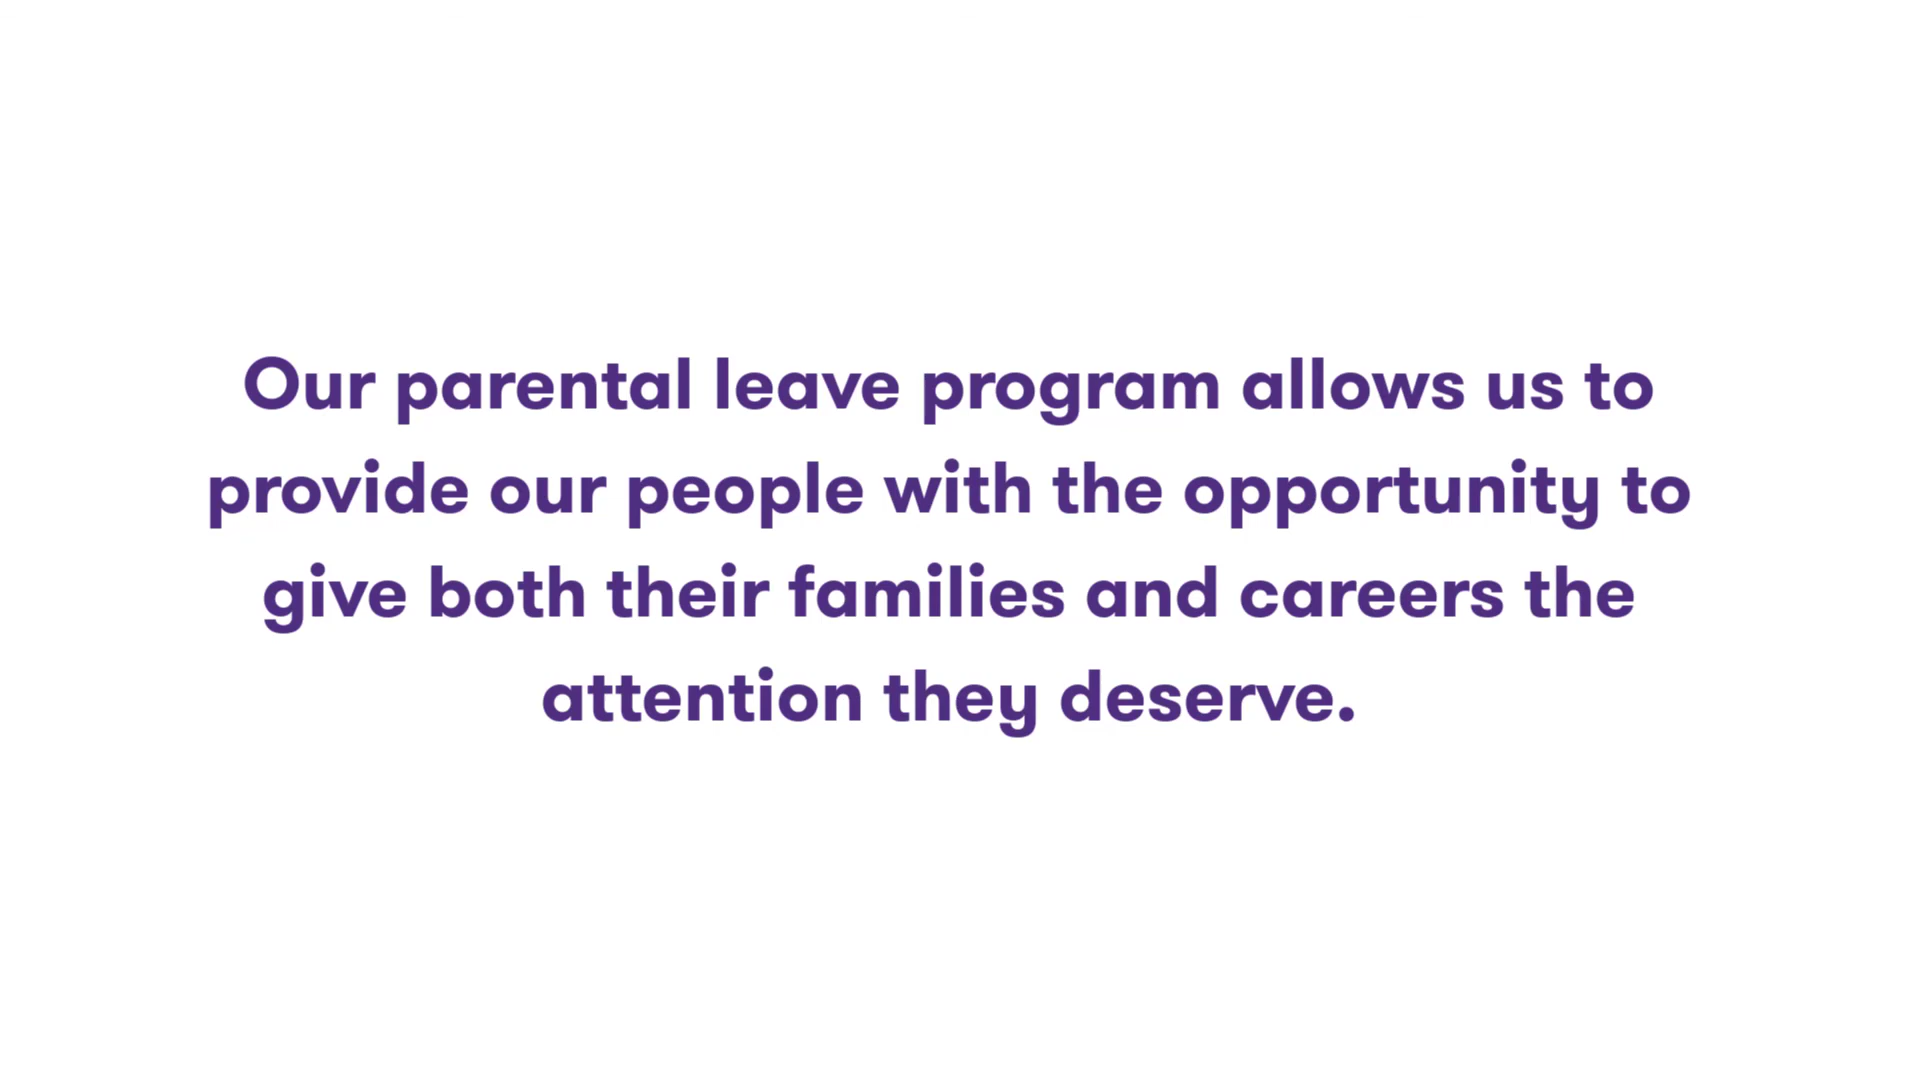 Our parental leave program allows us to
provide our people with the opportunity to
give both their families and careers the
attention they deserve.